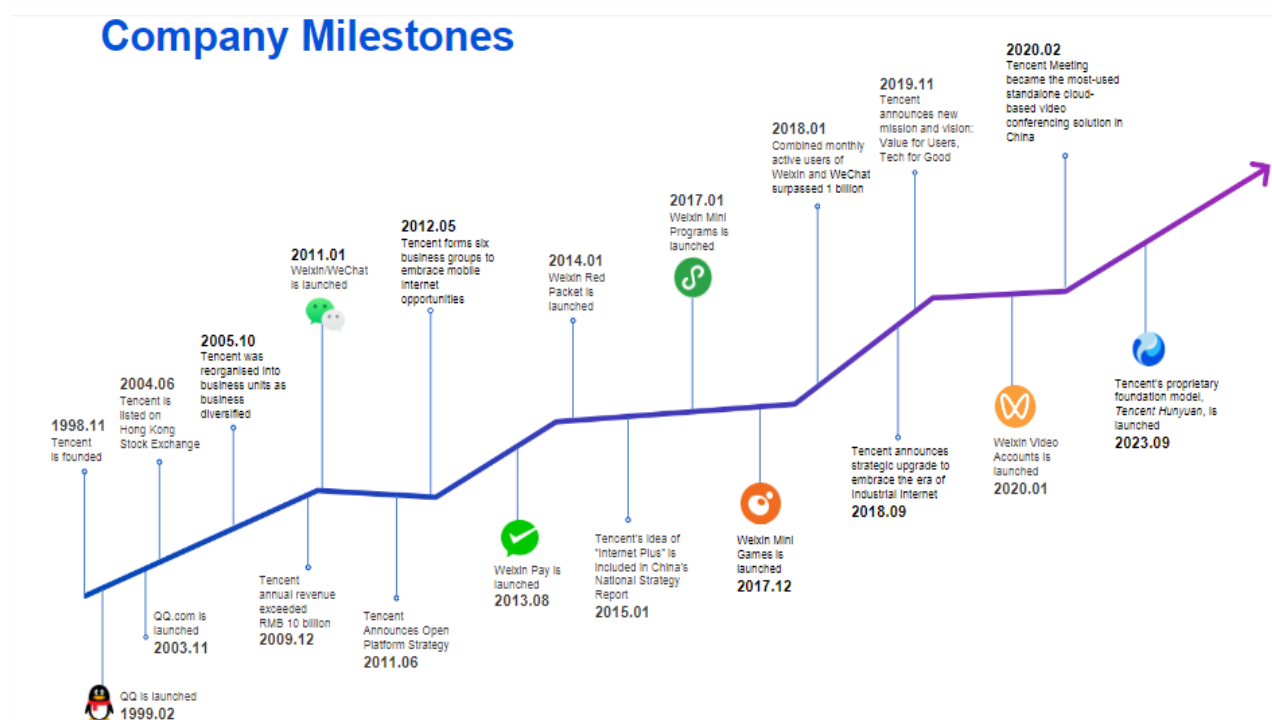 Company Milestones
1998.11
Tencent
is founded
QQ is launched
1999.02
QQ.com is
launched
2003.11
2004.06
Tencent is
listed on
Hong Kong
Stock Exchange
2005.10
Tencent was
reorganised into
business units as
business
diversified
Tencent
annual revenue
exceeded
RMB 10 billion
2009.12
2011.01
Weixin/WeChat
is launched
Tencent
Announces Open
Platform Strategy
2011.06
2012.05
Tencent forms six
business groups to
embrace mobile
internet
opportunities
Weixin Pay is
launched
2013.08
2014.01
Weixin Red
Packet is
launched
Tencent's idea of
"Internet Plus" is
included in China's
National Strategy
Report
2015.01
2017.01
Weixin Mini
Programs is
launched
Weixin Mini
Games is
launched
2017.12
2018.01
Combined monthly
active users of
Weixin and WeChat
surpassed 1 billion
Tencent announces
strategic upgrade to
embrace the era of
Industrial Internet
2018.09
2019.11
Tencent
announces new
mission and vision:
Value for Users,
Tech for Good
Weixin Video
Accounts is
launched
2020.01
2020.02
Tencent Meeting
became the most-used
standalone cloud-
based video
conferencing solution in
China
Tencent's proprietary
foundation model,
Tencent Hunyuan, is
launched
2023.09